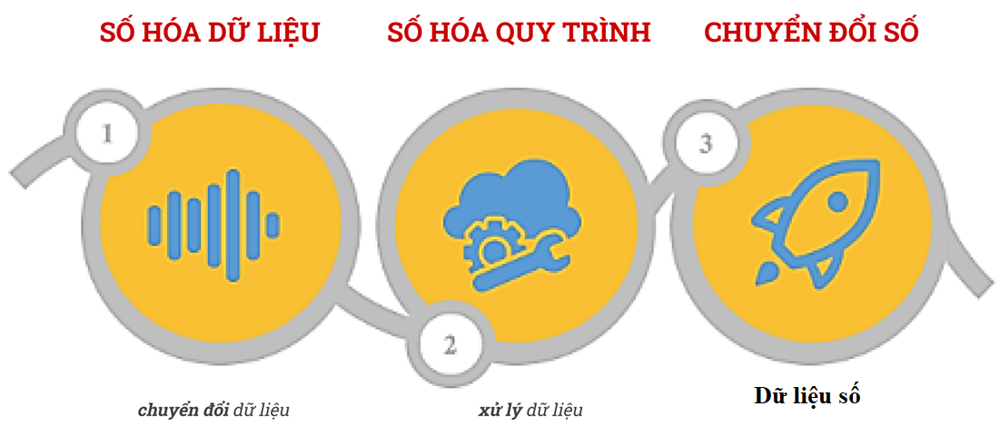 SỐ HÓA DỮ LIỆU
SỐ HÓA QUY TRÌNH
CHUYỂN ĐỔI SỐ
1
2
3
chuyển đổi dữ liệu
xử lý dữ liệu
Dữ liệu số